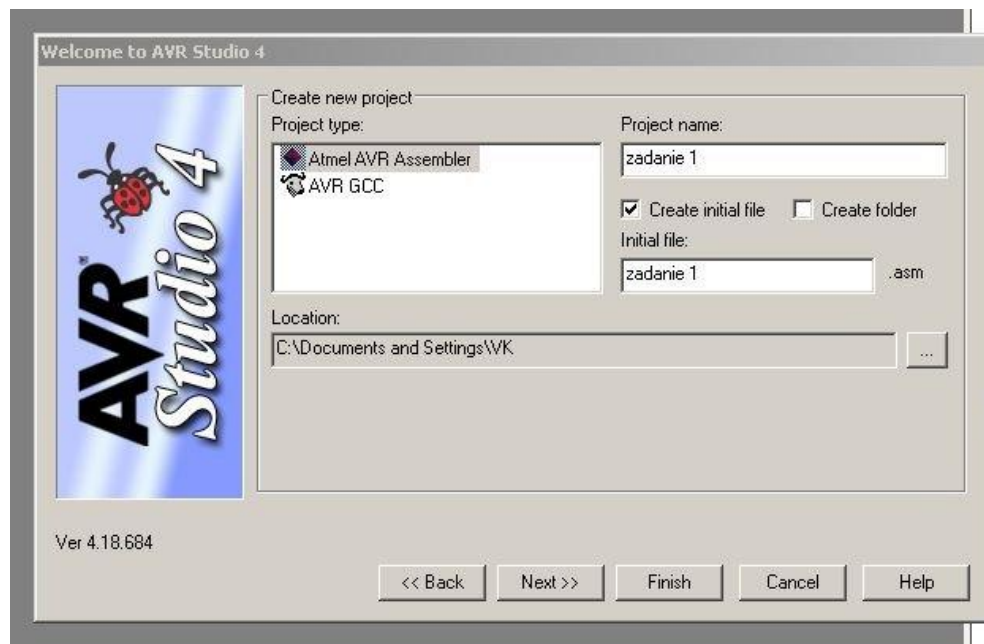 Welcome to AVR Studio 4
AVR® Studio 4
Create new project
Project type:
Atmel AVR Assembler
AVR GCC
Project name:
zadanie 1
Create initial file
Create folder
Initial file:
zadanie 1
.asm
Location:
C:\Documents and Settings\VK
...
Ver 4.18.684
<< Back
Next >>
Finish
Cancel
Help